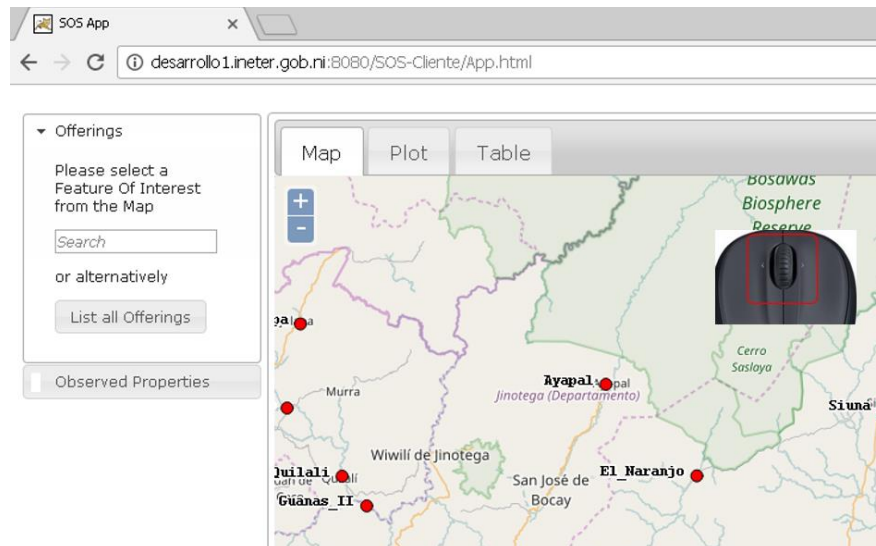 SOS App
desarrollo1.ineter.gob.ni:8080/SOS-Cliente/App.html
Offerings
Please select a
Feature Of Interest
from the Map
Search
or alternatively
List all Offerings
Observed Properties
Map
Plot
Table
+
-
Bosawas
Biosphere
Reserve
Cerro
Saslaya
Ayapal
Jinotega (Departamento)
Siuna
Murra
Wiwilí de Jinotega
Quilali
San José de
Bocay
El_Naranjo
Guanas_II